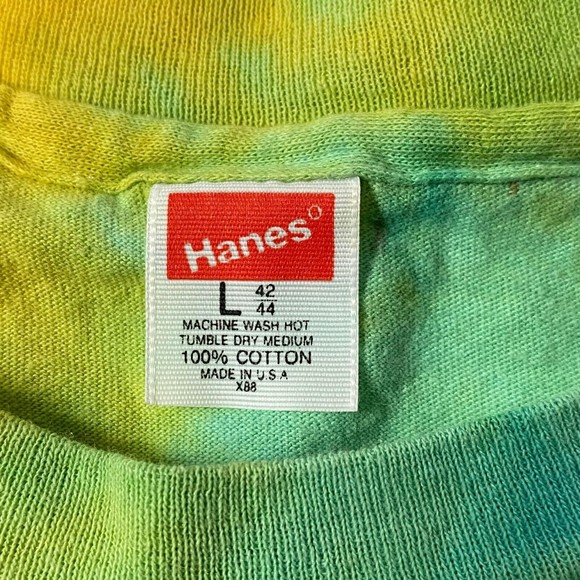 Hanes
L 42/44
MACHINE WASH HOT
TUMBLE DRY MEDIUM
100% COTTON
MADE IN U.S.A
X88